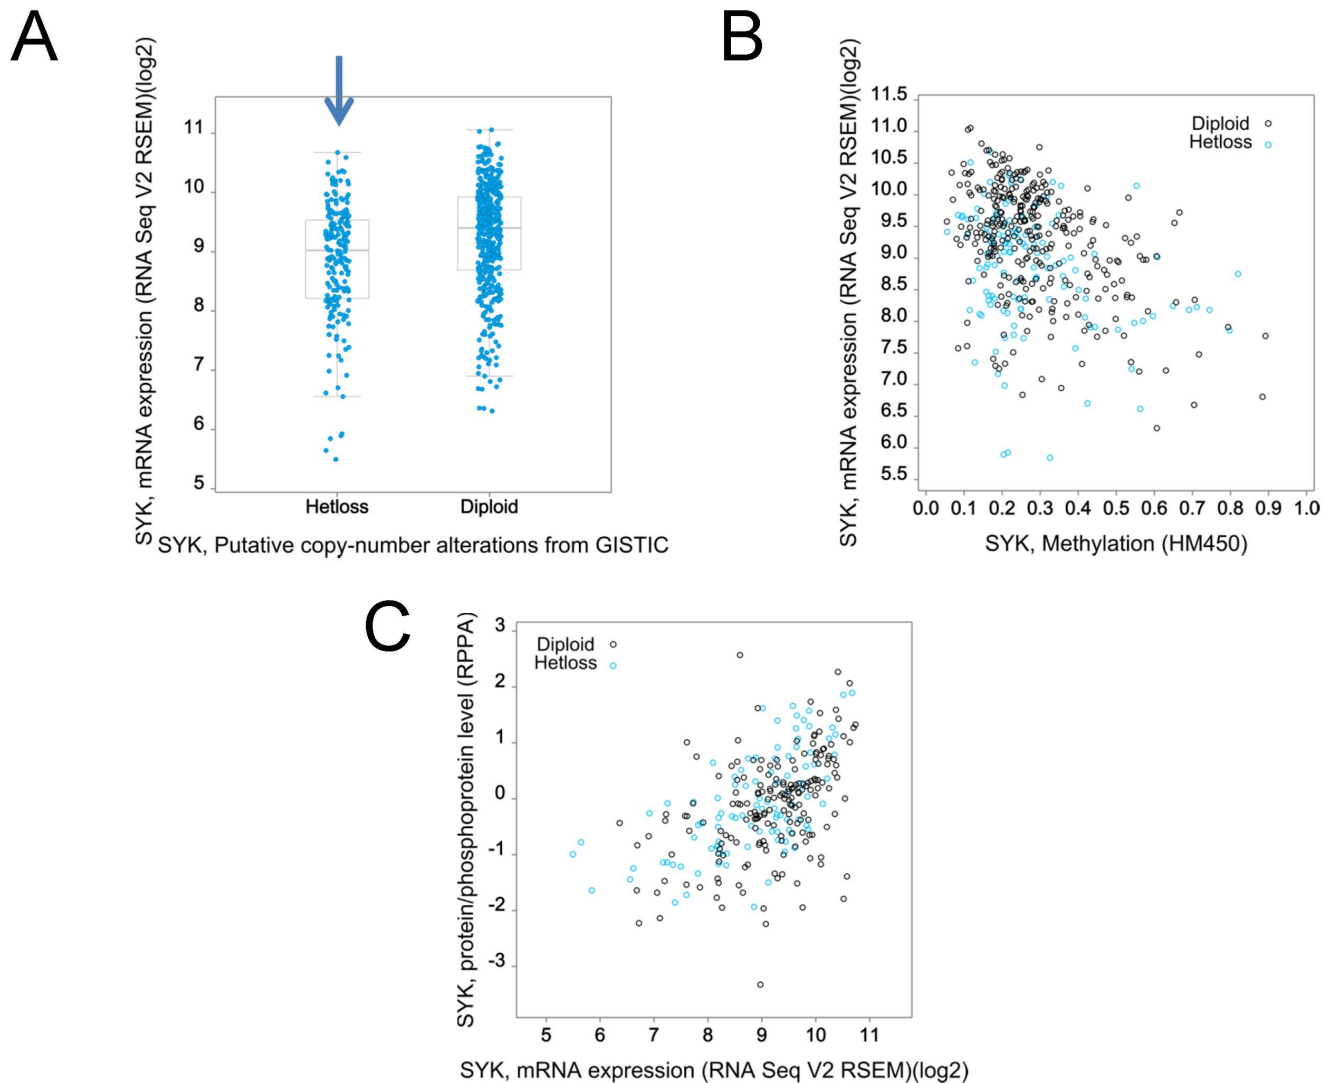 A
SYK, mRNA expression (RNA Seq V2 RSEM)(log2)
11
10
9
8
7
6
5
Hetloss Diploid
SYK, Putative copy-number alterations from GISTIC
B
SYK, mRNA expression (RNA Seq V2 RSEM)(log2)
11.5
11.0
10.5
10.0
9.5
9.0
8.5
8.0
7.5
7.0
6.5
6.0
5.5
Diploid
Hetloss
0.0 0.1 0.2 0.3 0.4 0.5 0.6 0.7 0.8 0.9 1.0
SYK, Methylation (HM450)
C
SYK, protein/phosphoprotein level (RPPA)
3
2
1
0
-1
-2
-3
Diploid
Hetloss
5 6 7 8 9 10 11
SYK, mRNA expression (RNA Seq V2 RSEM)(log2)